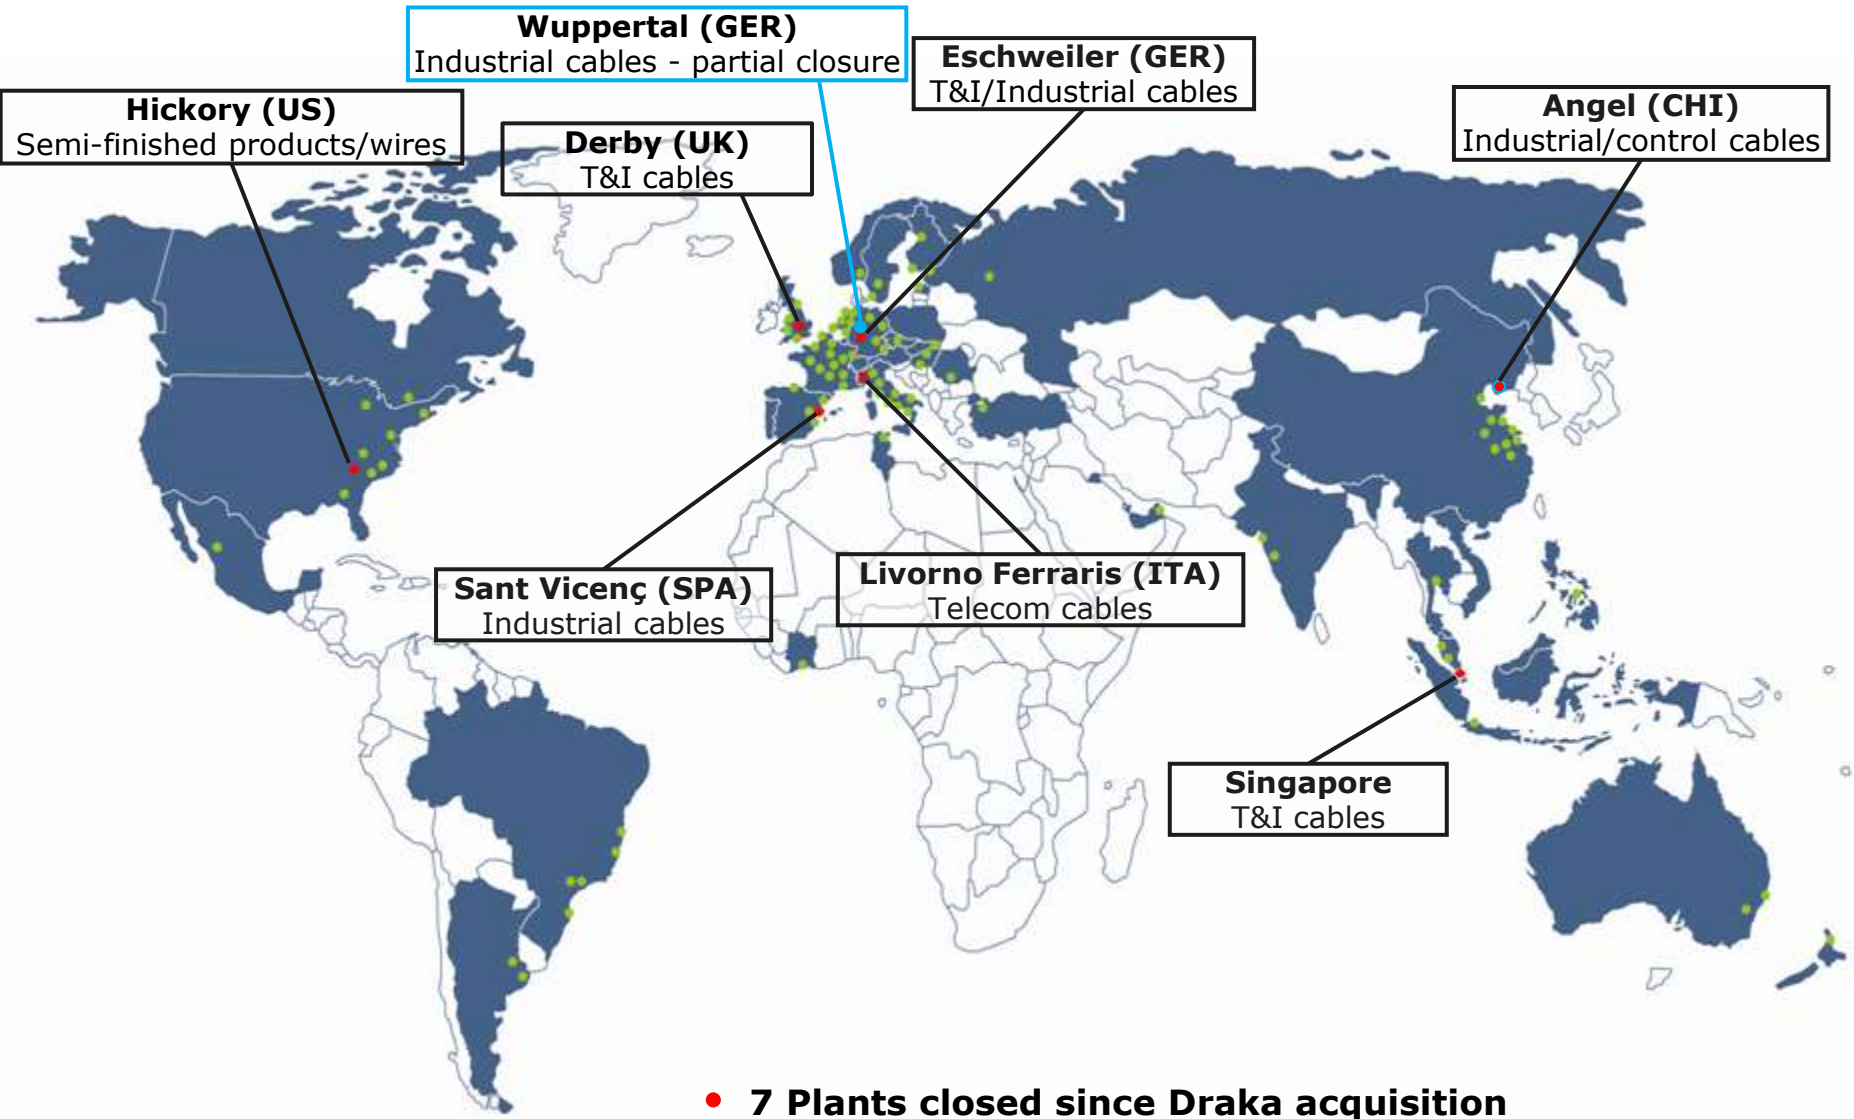 Wuppertal (GER)
Industrial cables - partial closure
Eschweiler (GER)
T&I/Industrial cables
Hickory (US)
Semi-finished products/wires
Derby (UK)
T&I cables
Angel (CHI)
Industrial/control cables
Sant Vicenç (SPA)
Industrial cables
Livorno Ferraris (ITA)
Telecom cables
Singapore
T&I cables
7 Plants closed since Draka acquisition